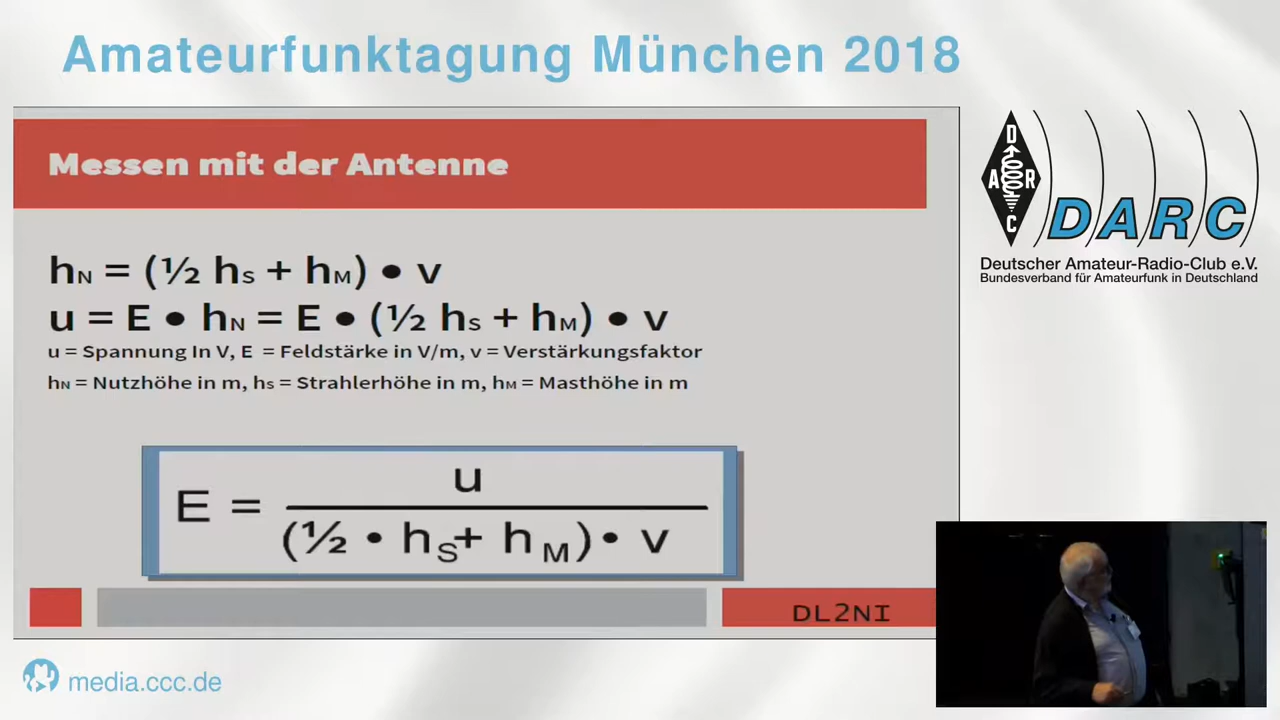 Amateurfunktagung München 2018
Messen mit der Antenne
hN = (½ hs + hM) • v
u = E • hN = E • (½ hs + hM) • v
u = Spannung In V, E = Feldstärke in V/m, v = Verstärkungsfaktor
hN = Nutzhöhe in m, hs = Strahlerhöhe in m, hM = Masthöhe in m
E = u
(½ • hS+ hM) • v
DL2NI
D
A R
C
DARC
Deutscher Amateur-Radio-Club e.V.
Bundesverband für Amateurfunk in Deutschland
media.ccc.de